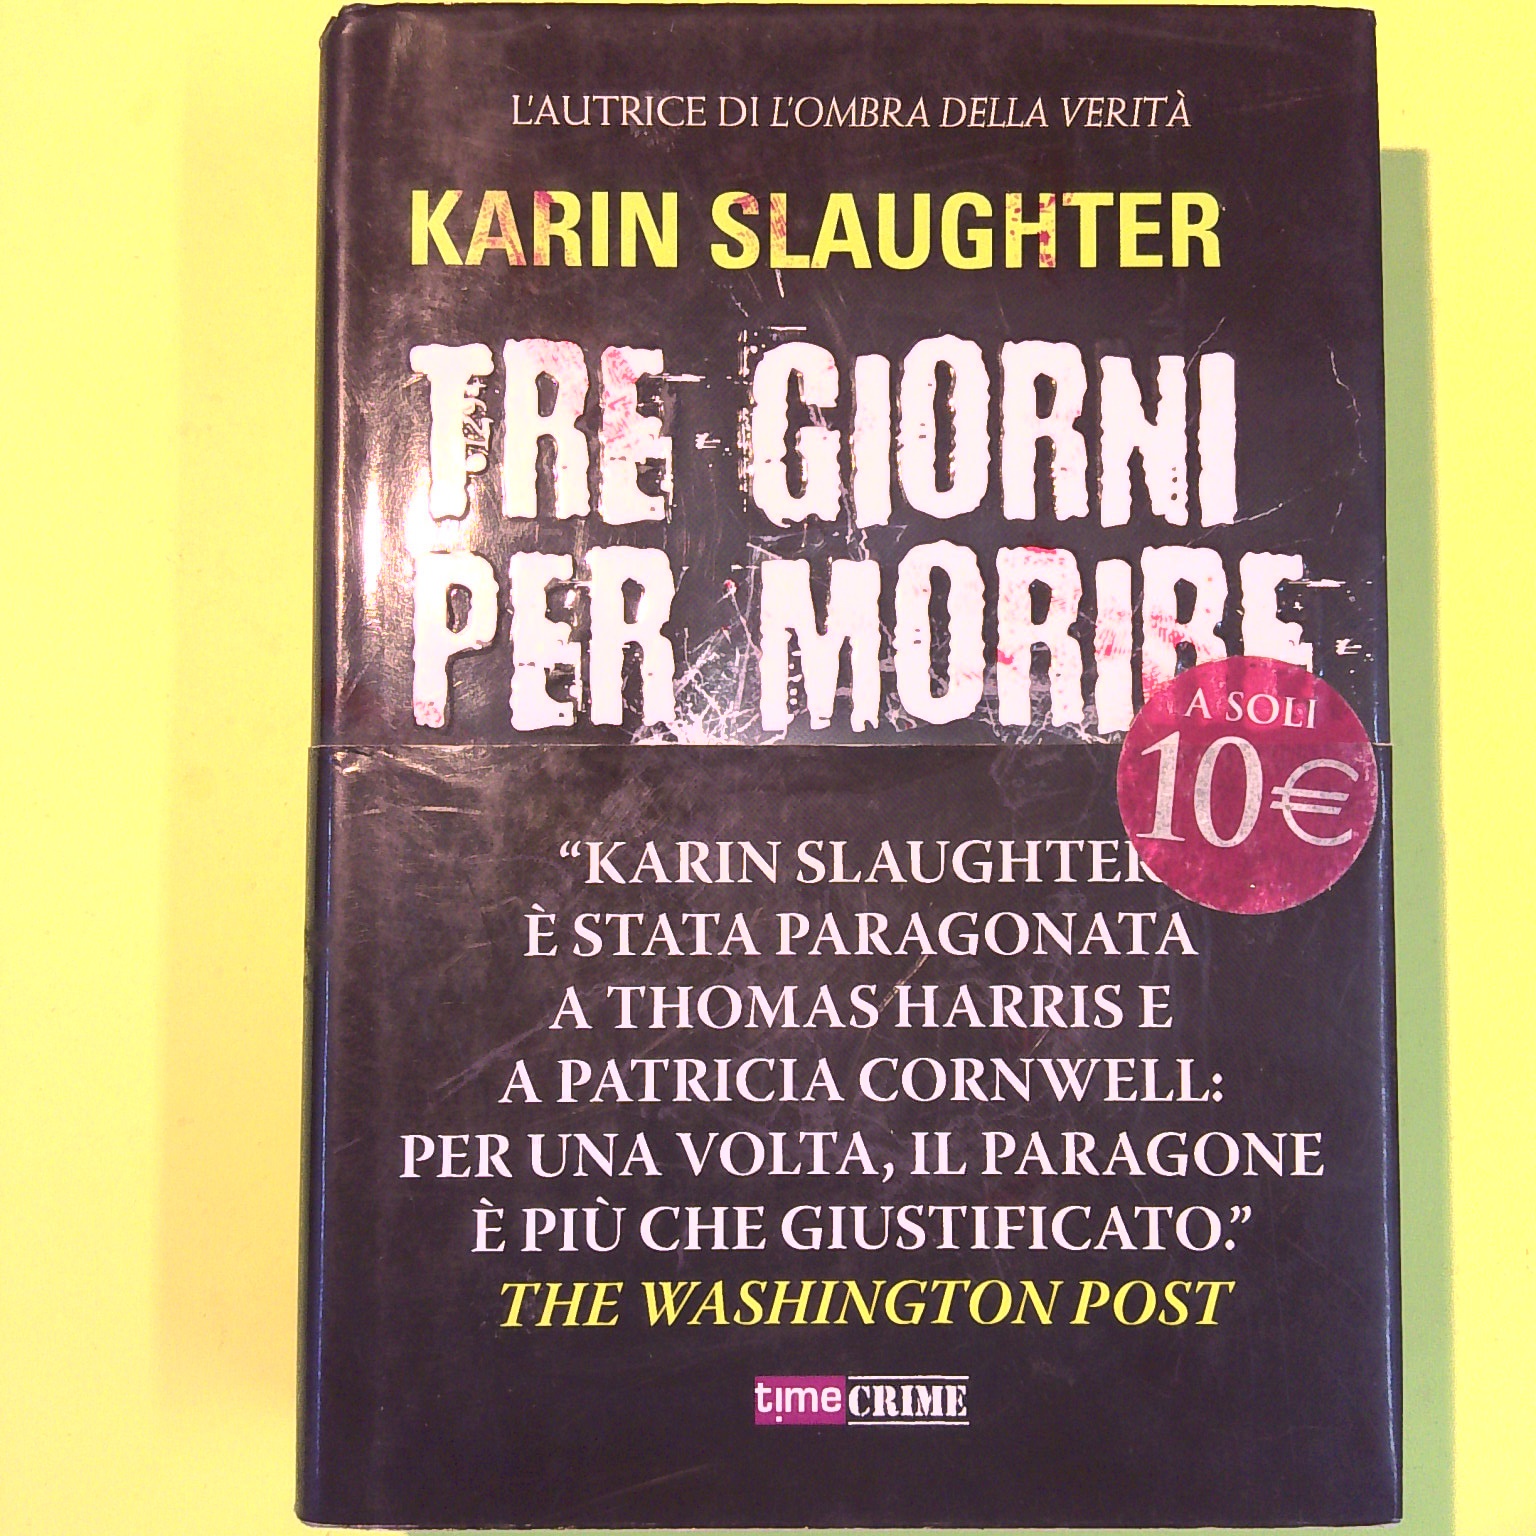 L'AUTRICE DI L'OMBRA DELLA VERITÀ
KARIN SLAUGHTER
TRE GIORNI
PER MORIRE
A SOLI
10€
“KARIN SLAUGHTER
È STATA PARAGONATA
A THOMAS HARRIS E
A PATRICIA CORNWELL:
PER UNA VOLTA, IL PARAGONE
È PIÙ CHE GIUSTIFICATO.”
THE WASHINGTON POST
time CRIME